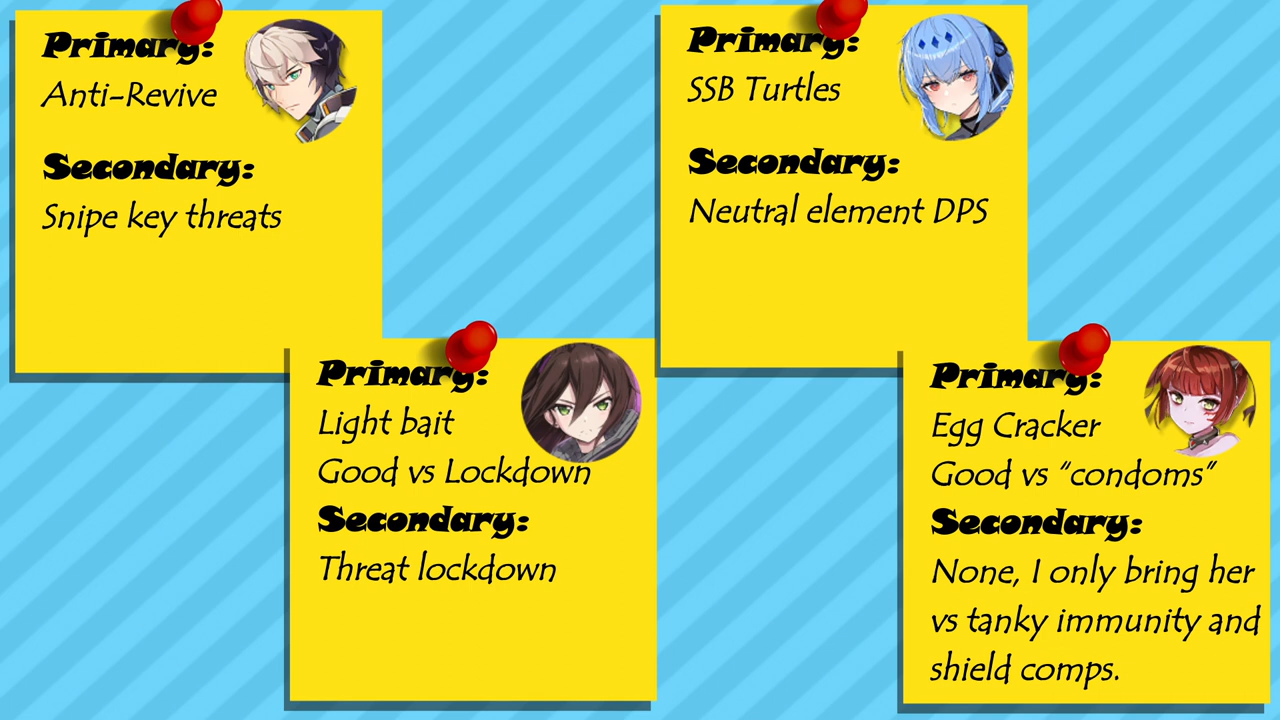 Primary:
Anti-Revive
Secondary:
Snipe key threats
Primary:
SSB Turtles
Secondary:
Neutral element DPS
Primary:
Light bait
Good vs Lockdown
Secondary:
Threat lockdown
Primary:
Egg Cracker
Good vs "condoms"
Secondary:
None, I only bring her
vs tanky immunity and
shield comps.